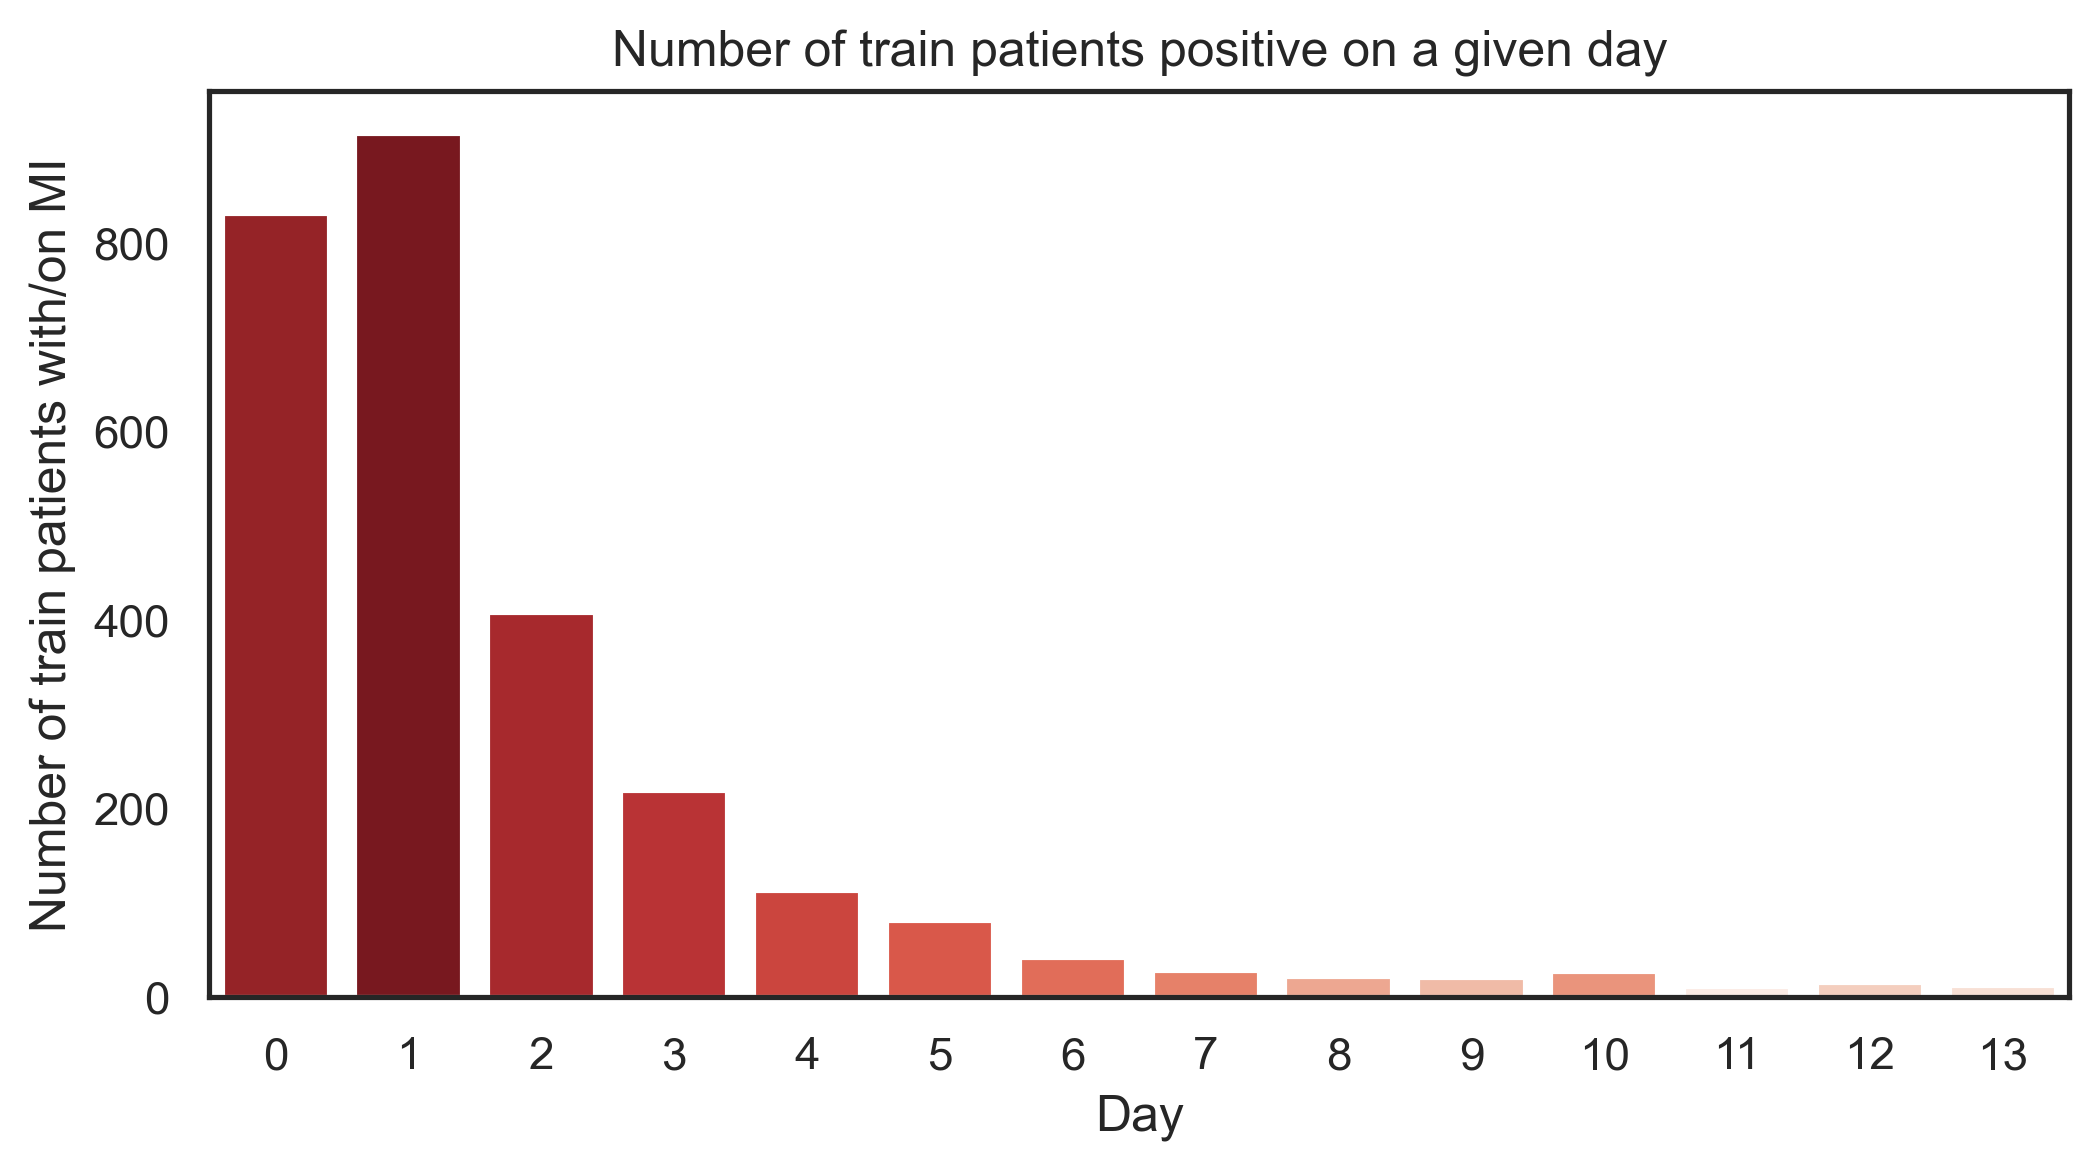 Number of train patients positive on a given day
Number of train patients with/on MI
800
600
400
200
0
0 1 2 3 4 5 6 7 8 9 10 11 12 13
Day